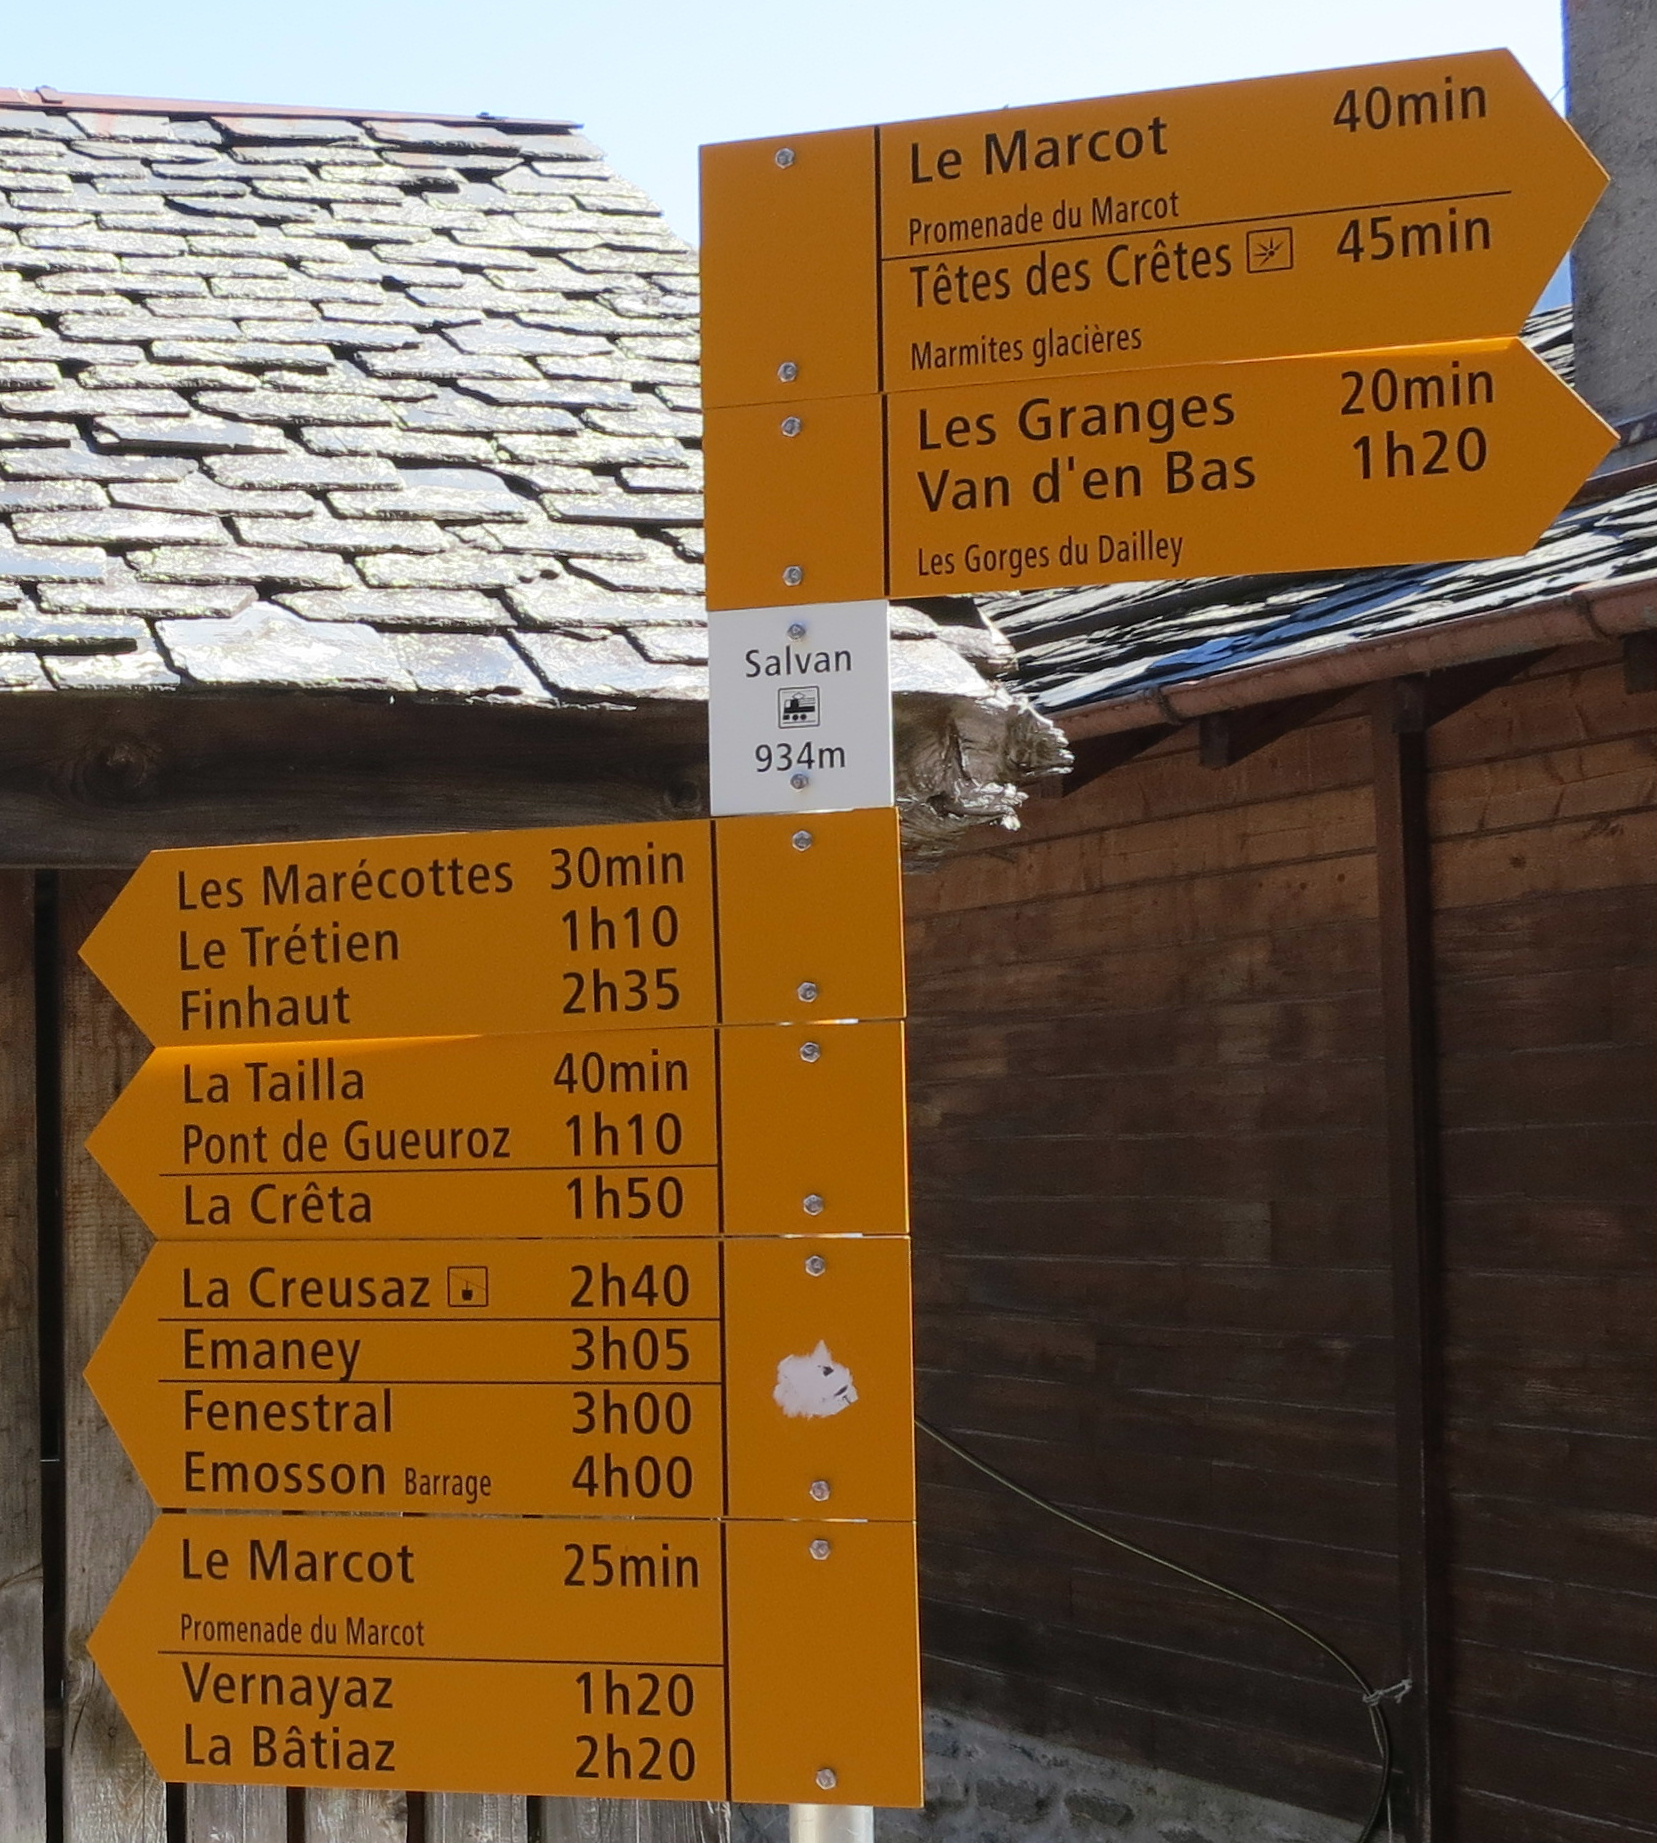 Le Marcot 40min
Promenade du Marcot
Têtes des Crêtes 45min
Marmites glacières
Les Granges 20min
Van d'en Bas 1h20
Les Gorges du Dailley
Salvan
934m
Les Marécottes 30min
Le Trétien 1h10
Finhaut 2h35
La Tailla 40min
Pont de Gueuroz 1h10
La Crêta 1h50
La Creusaz 2h40
Emaney 3h05
Fenestral 3h00
Emosson Barrage 4h00
Le Marcot 25min
Promenade du Marcot
Vernayaz 1h20
La Bâtiaz 2h20